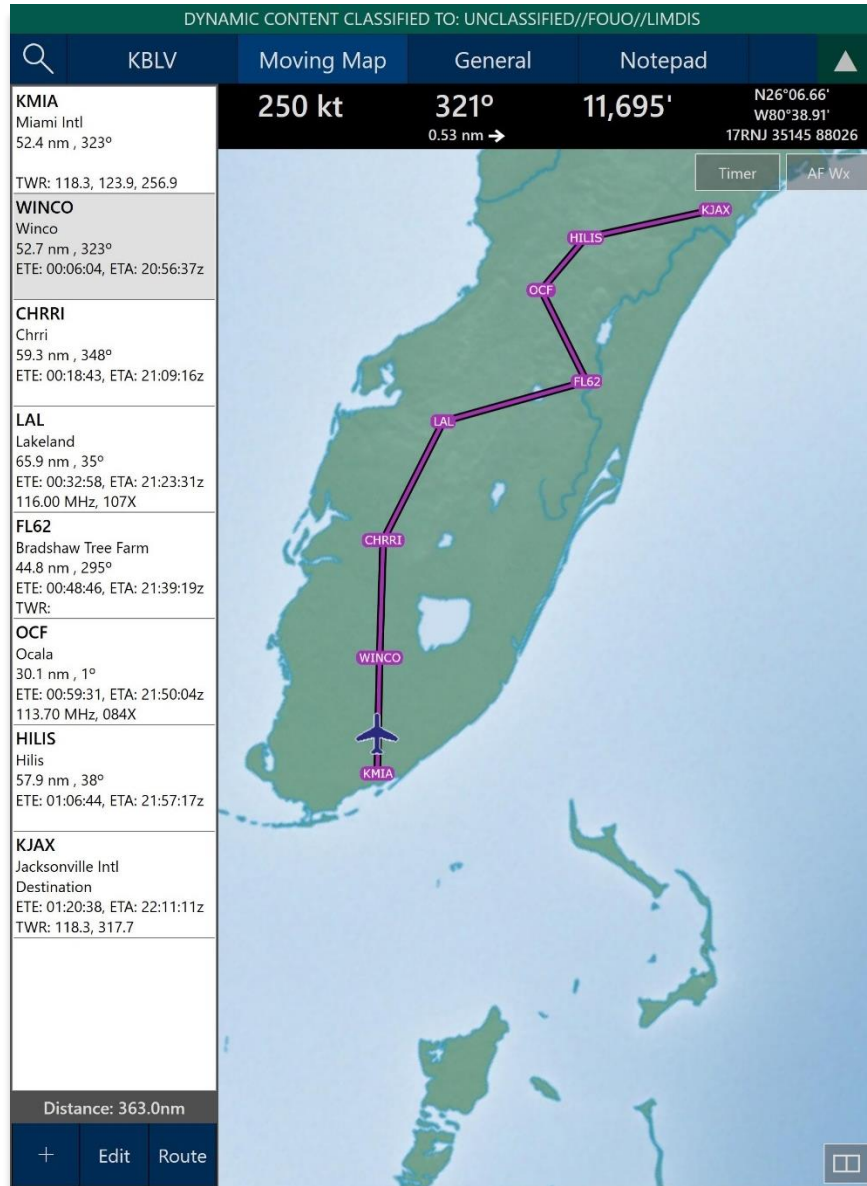 DYNAMIC CONTENT CLASSIFIED TO: UNCLASSIFIED//FOUO//LIMDIS
KBLV
Moving Map
General
Notepad
KMIA
Miami Intl
52.4 nm , 323º
TWR: 118.3, 123.9, 256.9
WINCO
Winco
52.7 nm , 323º
ETE: 00:06:04, ETA: 20:56:37z
CHRRI
Chrri
59.3 nm , 348º
ETE: 00:18:43, ETA: 21:09:16z
LAL
Lakeland
65.9 nm , 35º
ETE: 00:32:58, ETA: 21:23:31z
116.00 MHz, 107X
FL62
Bradshaw Tree Farm
44.8 nm , 295º
ETE: 00:48:46, ETA: 21:39:19z
TWR:
OCF
Ocala
30.1 nm , 1º
ETE: 00:59:31, ETA: 21:50:04z
113.70 MHz, 084X
HILIS
Hilis
57.9 nm , 38º
ETE: 01:06:44, ETA: 21:57:17z
KJAX
Jacksonville Intl
Destination
ETE: 01:20:38, ETA: 22:11:11z
TWR: 118.3, 317.7
Distance: 363.0nm
+
Edit
Route
250 kt
321º
0.53 nm →
11,695'
N26°06.66'
W80°38.91'
17RNJ 35145 88026
Timer
AF Wx
KJAX
HILIS
OCF
FL62
LAL
CHRRI
WINCO
KMIA